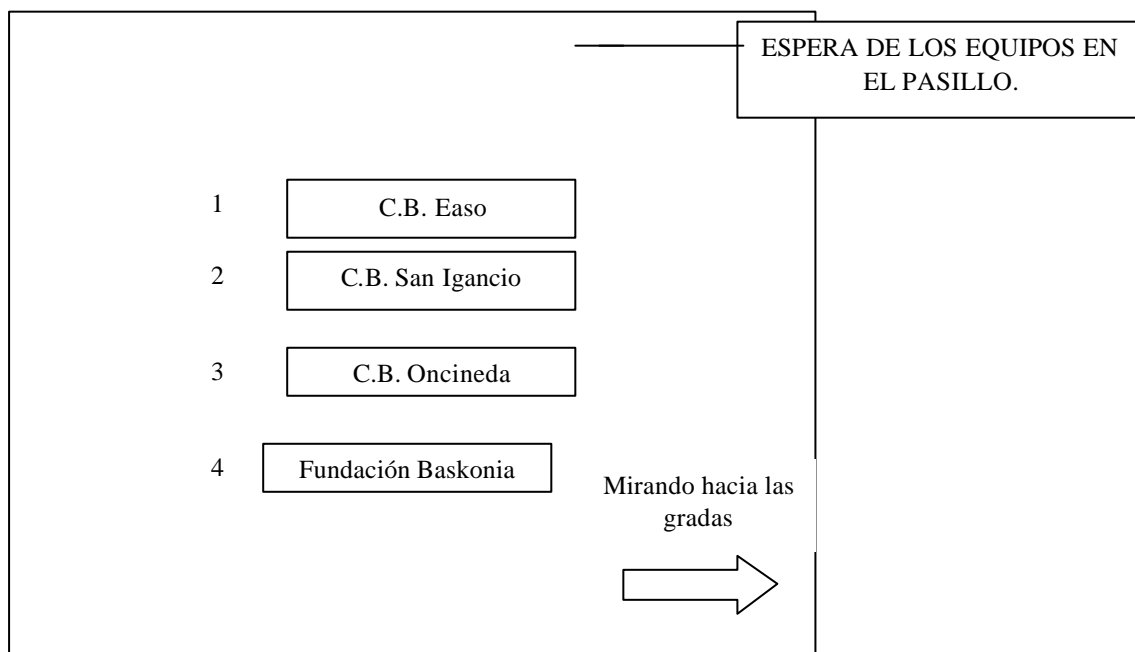 ESPERA DE LOS EQUIPOS EN
EL PASILLO.
1 C.B. Easo
2 C.B. San Igancio
3 C.B. Oncineda
4 Fundación Baskonia
Mirando hacia las
gradas